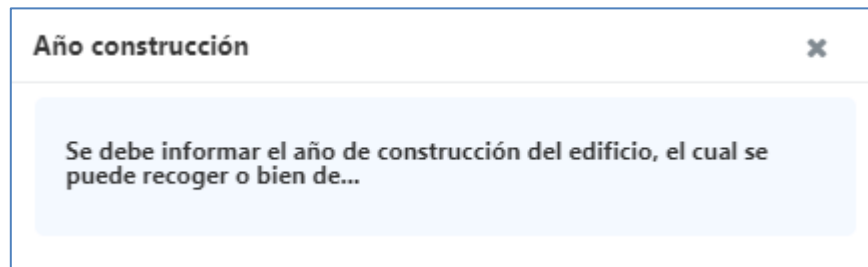 Año construcción
Se debe informar el año de construcción del edificio, el cual se
puede recoger o bien de...